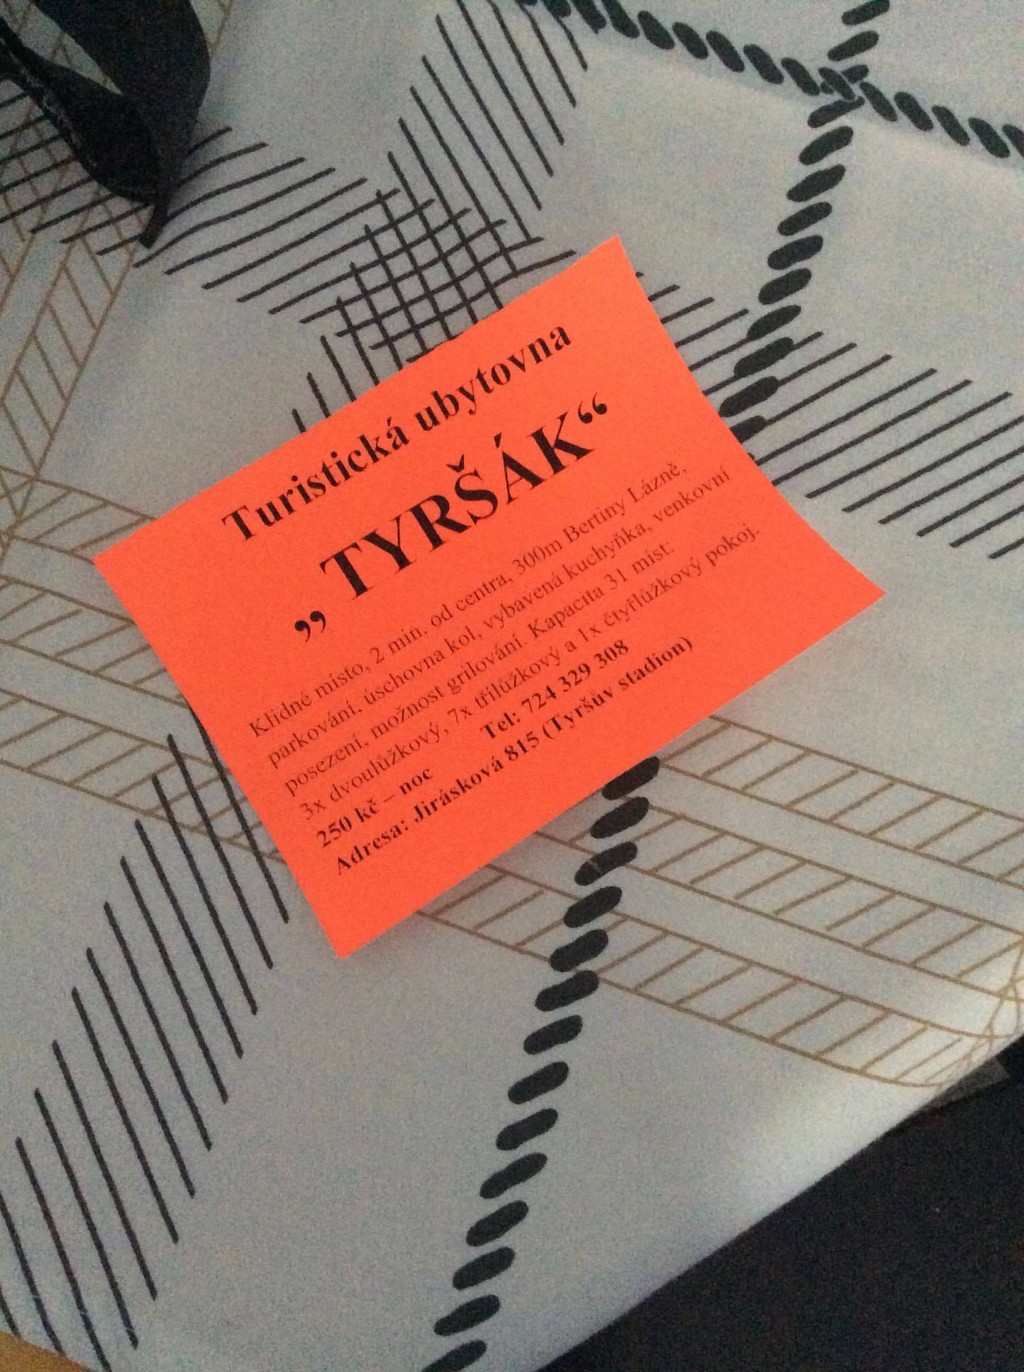 Turistická ubytovna
„TYRŠÁK“
Klidné místo, 2 min. od centra, 300m Bertiny Lázně,
parkování, úschovna kol, vybavená kuchyňka, venkovní
posezení, možnost grilování. Kapacita 31 míst:
3x dvoulůžkový, 7x třílůžkový a 1x čtyřlůžkový pokoj.
250 kč – noc Tel: 724 329 308
Adresa: Jirásková 815 (Tyršův stadion)